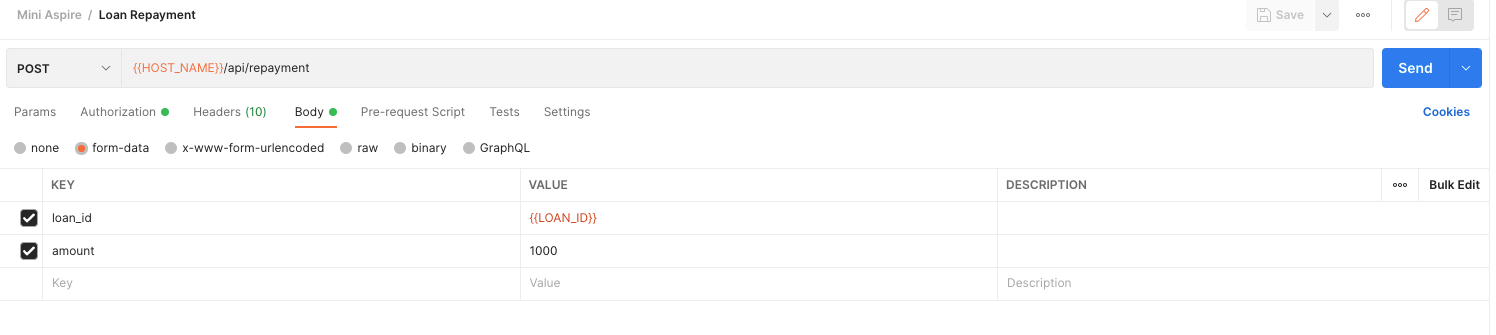 Mini Aspire / Loan Repayment
Save
POST {{HOST_NAME}}/api/repayment Send
Params Authorization Headers (10) Body Pre-request Script Tests Settings Cookies
none form-data x-www-form-urlencoded raw binary GraphQL
KEY VALUE DESCRIPTION Bulk Edit
loan_id {{LOAN_ID}}
amount 1000
Key Value Description